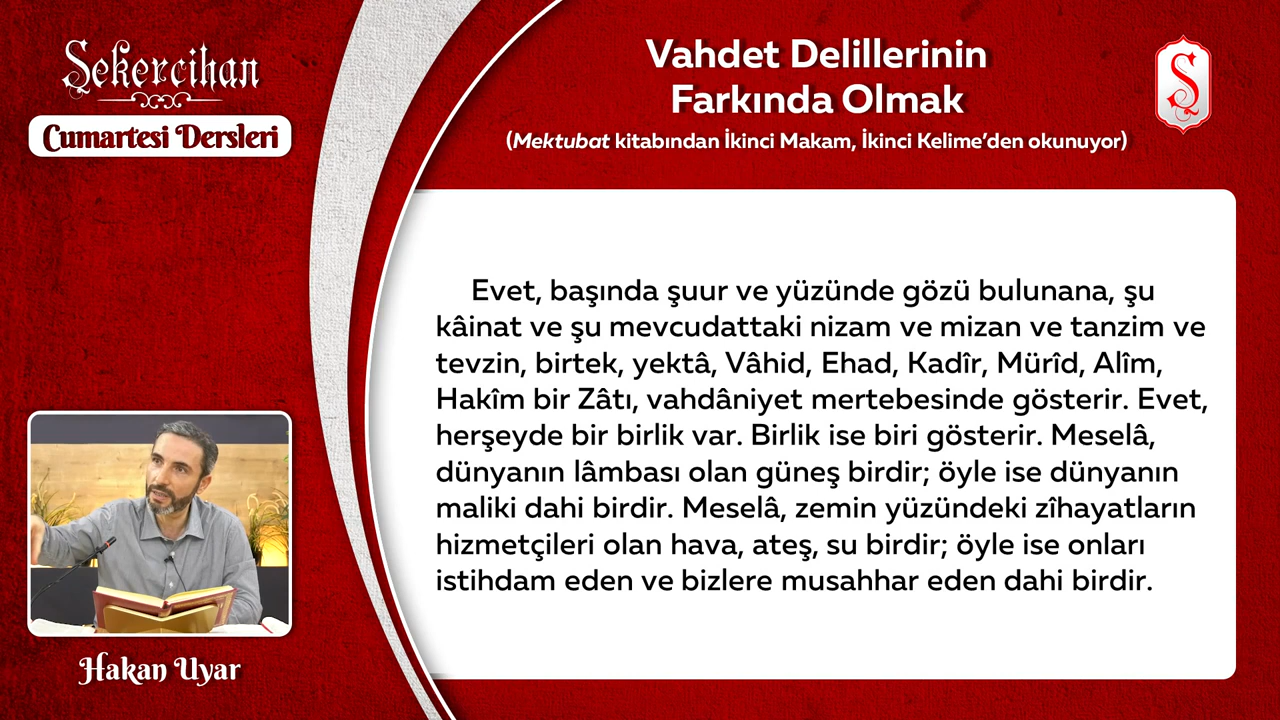 Şekercihan
Cumartesi Dersleri
Vahdet Delillerinin
Farkında Olmak
(Mektubat kitabından İkinci Makam, İkinci Kelime’den okunuyor)
Ş
Evet, başında şuur ve yüzünde gözü bulunana, şu
kâinat ve şu mevcudattaki nizam ve mizan ve tanzim ve
tevzin, birtek, yektâ, Vâhid, Ehad, Kadîr, Mürîd, Alîm,
Hakîm bir Zâtı, vahdâniyet mertebesinde gösterir. Evet,
herşeyde bir birlik var. Birlik ise biri gösterir. Meselâ,
dünyanın lâmbası olan güneş birdir; öyle ise dünyanın
maliki dahi birdir. Meselâ, zemin yüzündeki zîhayatların
hizmetçileri olan hava, ateş, su birdir; öyle ise onları
istihdam eden ve bizlere musahhar eden dahi birdir.
Hakan Uyar